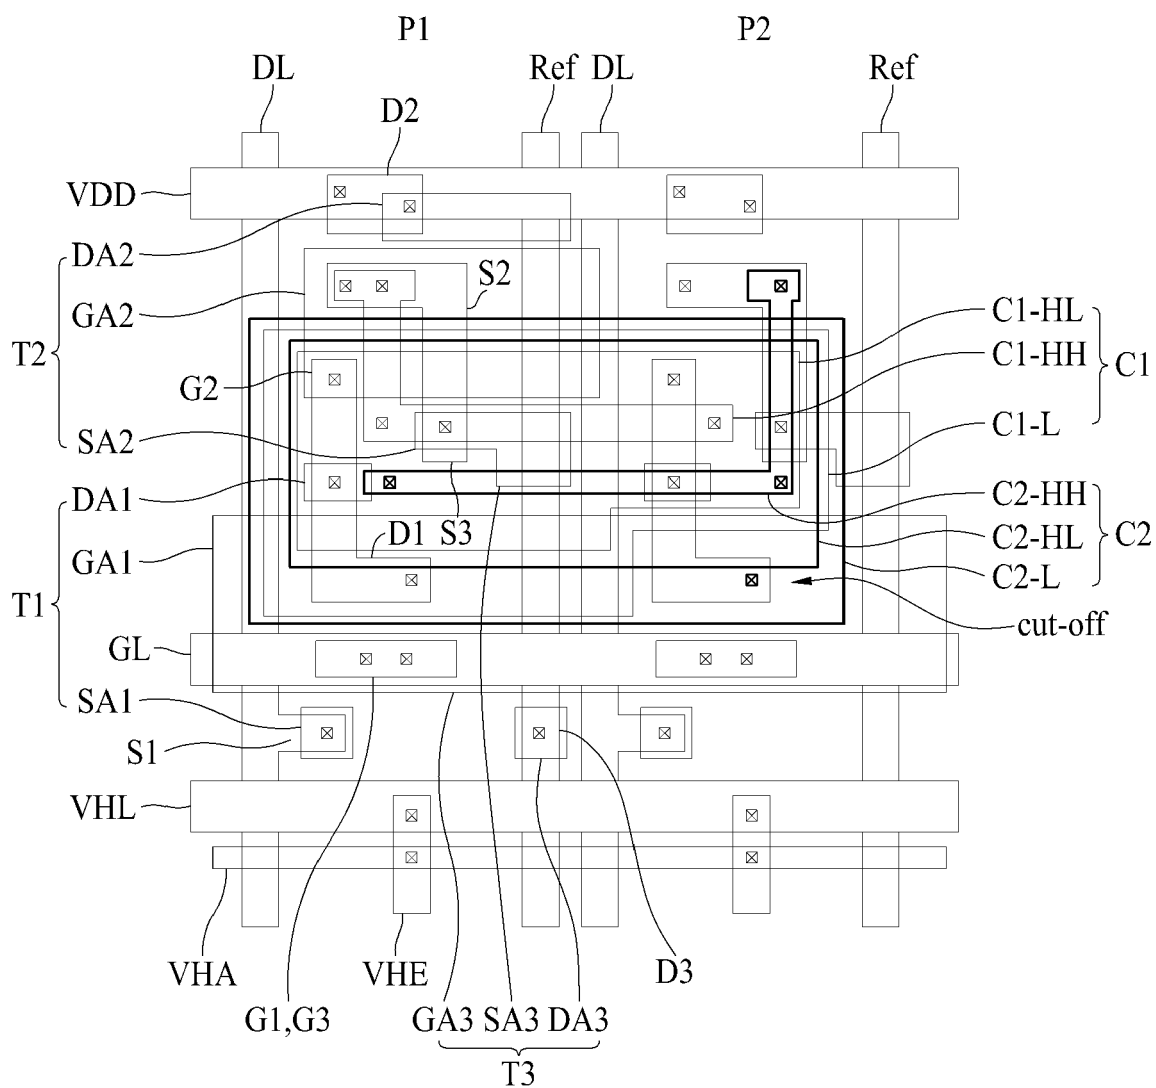 P1 P2
DL Ref DL Ref
D2
VDD
DA2
S2
GA2
C1-HL
T2
C1-HH
C1
G2
C1-L
SA2
DA1
C2-HH
D1 S3
C2-HL
C2
GA1
C2-L
T1
cut-off
GL
SA1
S1
VHL
VHA VHE D3
G1,G3 GA3 SA3 DA3
T3